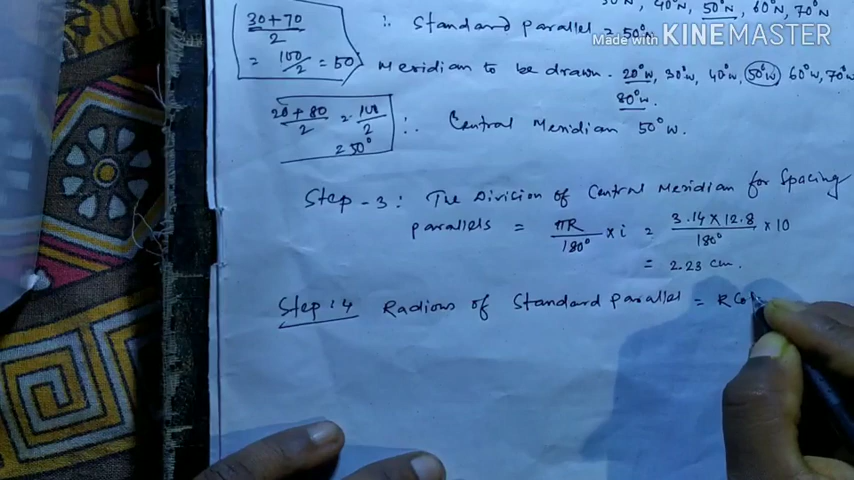 30°N, 40°N, 50°N, 60°N, 70°N
30+70
2
∴ Standard parallel = 50°N
Made with KINEMASTER
= 100/2 = 50
Meridian to be drawn - 20°W, 30°W, 40°W, 50°W 60°W, 70°W
80°W.
20 + 80 = 100
2 2
= 50°
∴ Central Meridian 50°W.
Step - 3 : The Division of Central Meridian for Spacing
parallels = πR/180° × i = 3.14 × 12.8/180° × 10
= 2.23 cm.
Step : 4 Radious of Standard parallel = R Co